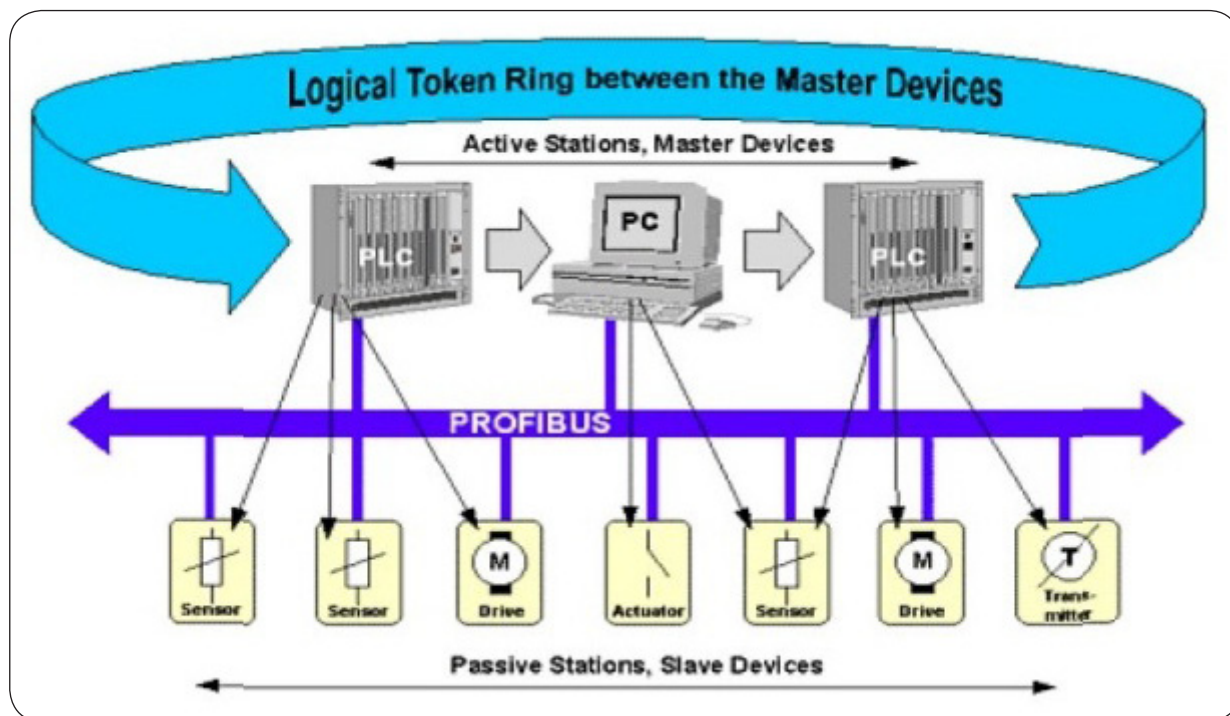 Logical Token Ring between the Master Devices
Active Stations, Master Devices
PLC
PC
PLC
PROFIBUS
Sensor
Sensor
M
Drive
Actuator
Sensor
M
Drive
T
Trans-
mitter
Passive Stations, Slave Devices